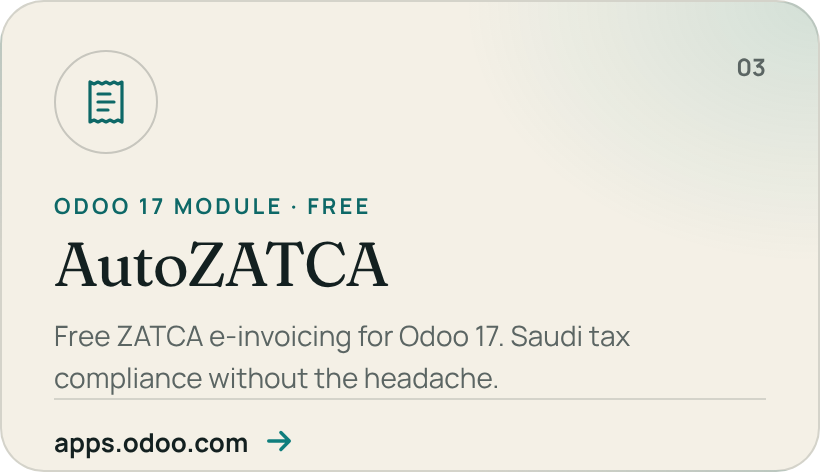 03
ODOO 17 MODULE · FREE
AutoZATCA
Free ZATCA e-invoicing for Odoo 17. Saudi tax
compliance without the headache.
apps.odoo.com →